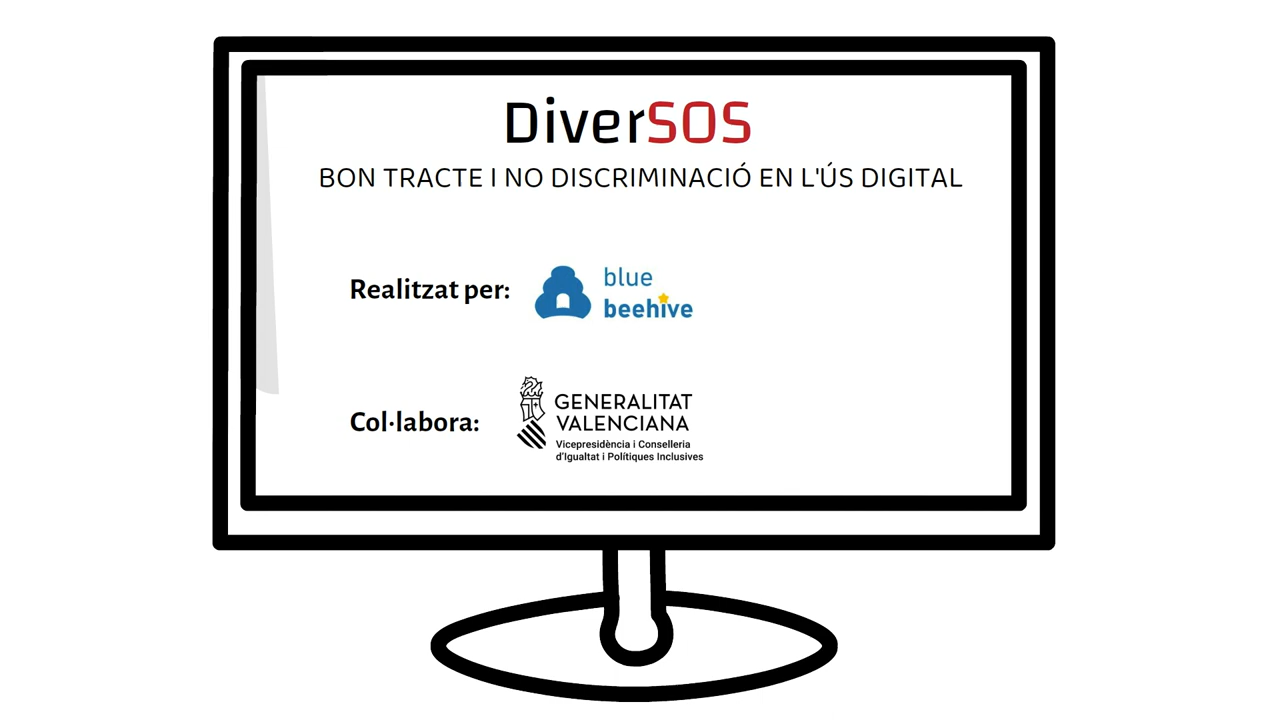 DiverSOS
BON TRACTE I NO DISCRIMINACIÓ EN L'ÚS DIGITAL
Realitzat per:
blue
beehive
Col·labora:
GENERALITAT
VALENCIANA
Vicepresidència i Conselleria
d'Igualtat i Polítiques Inclusives